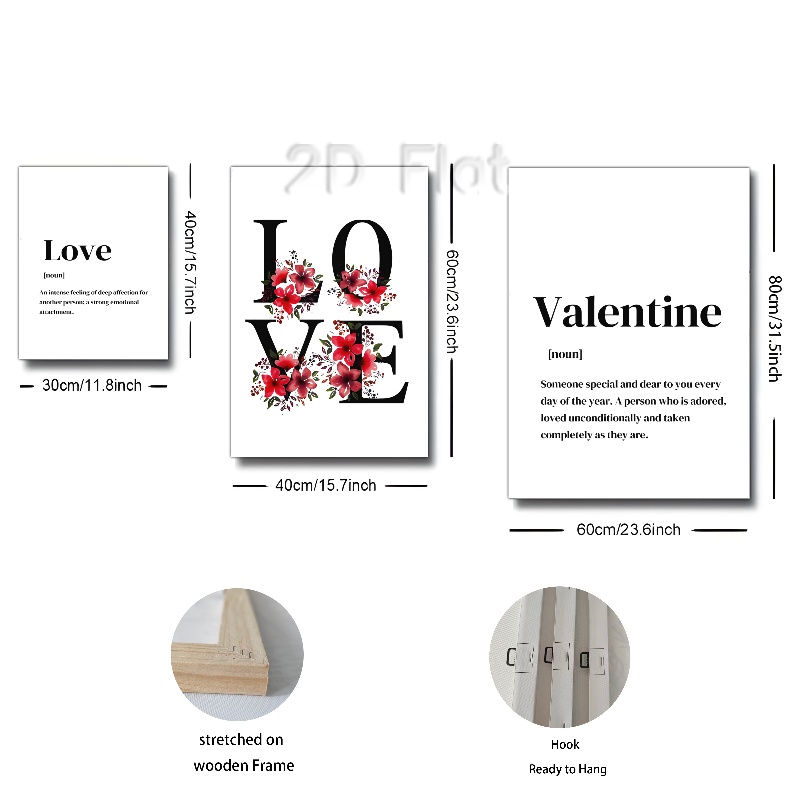 2D Flat
Love
[noun]
An intense feeling of deep affection for
another person; a strong emotional
attachment.
40cm/15.7inch
30cm/11.8inch
LO
VE
60cm/23.6inch
40cm/15.7inch
Valentine
[noun]
Someone special and dear to you every
day of the year. A person who is adored,
loved unconditionally and taken
completely as they are.
80cm/31.5inch
60cm/23.6inch
stretched on
wooden Frame
Hook
Ready to Hang